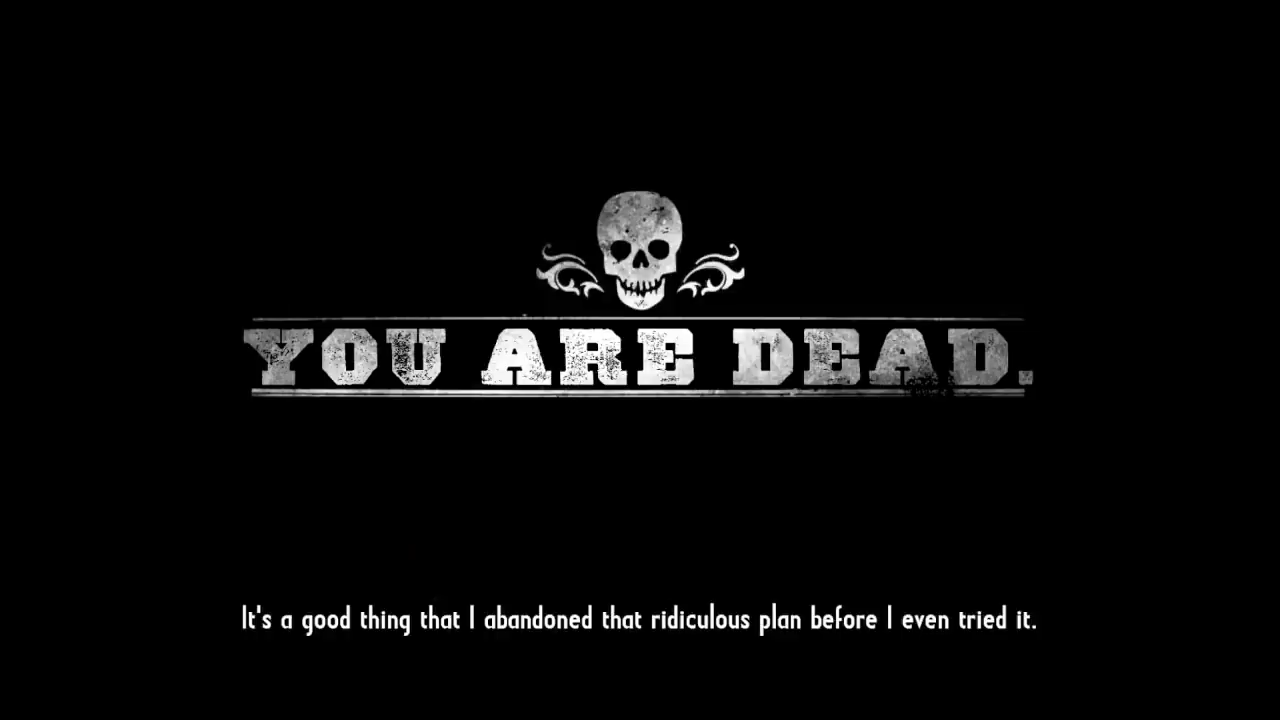 YOU ARE DEAD.
It's a good thing that I abandoned that ridiculous plan before I even tried it.